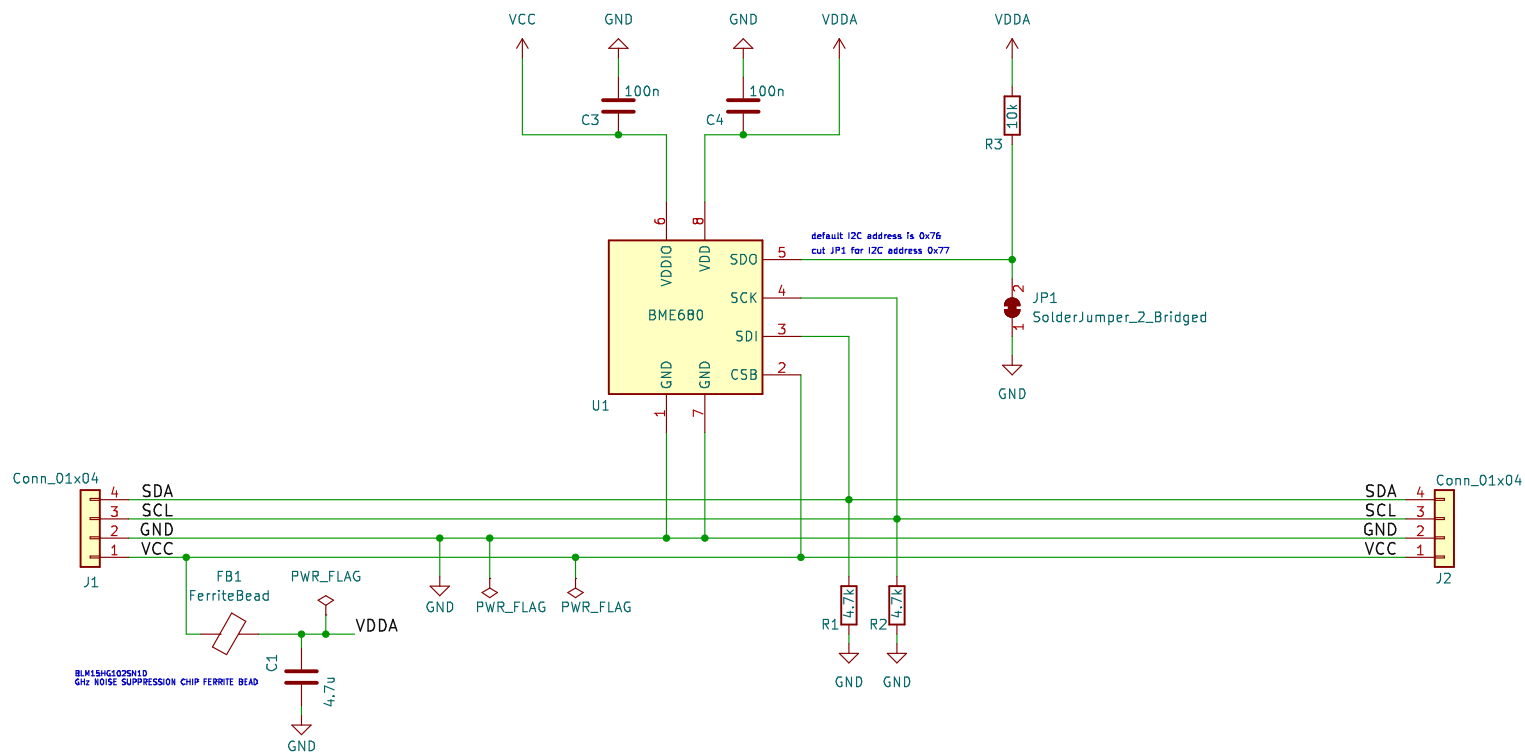 VCC
GND
GND
VDDA
VDDA
100n
100n
C3
C4
10k
R3
6
8
default I2C address is 0x76
cut JP1 for I2C address 0x77
VDDIO
VDD
SDO
5
SCK
4
BME680
SDI
3
CSB
2
GND
GND
U1
1
7
2
JP1
SolderJumper_2_Bridged
1
GND
Conn_01x04
4
SDA
3
SCL
2
GND
1
VCC
J1
Conn_01x04
SDA
4
SCL
3
GND
2
VCC
1
J2
FB1
FerriteBead
PWR_FLAG
GND
PWR_FLAG
PWR_FLAG
VDDA
4.7k
R1
4.7k
R2
GND
GND
BLM15HG102SN1D
GHz NOISE SUPPRESSION CHIP FERRITE BEAD
C1
4.7u
GND